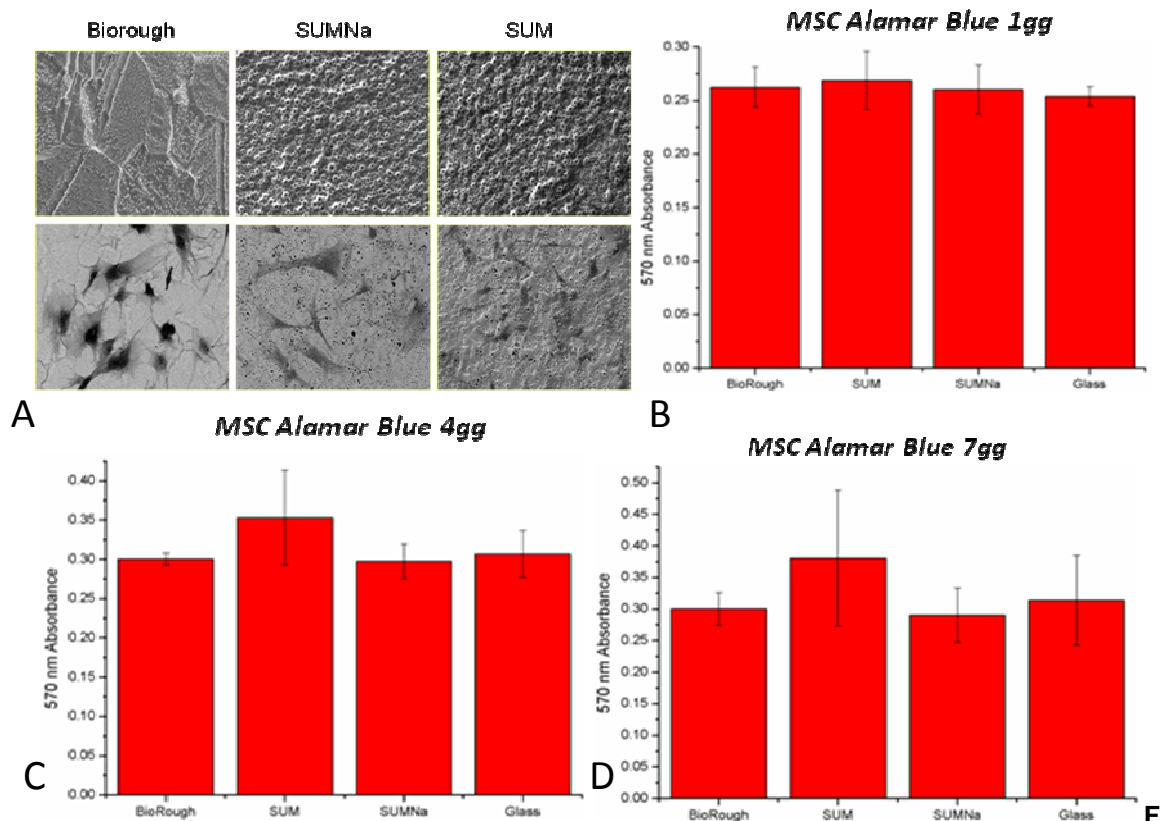 Biorough SUMNa SUM
A
MSC Alamar Blue 1gg
0.30
0.25
0.20
0.15
0.10
0.05
0.00
570 nm Absorbance
BioRough SUM SUMNa Glass
B
MSC Alamar Blue 4gg
0.40
0.35
0.30
0.25
0.20
0.15
0.10
0.05
0.00
570 nm Absorbance
BioRough SUM SUMNa Glass
C
MSC Alamar Blue 7gg
0.50
0.45
0.40
0.35
0.30
0.25
0.20
0.15
0.10
0.05
0.00
570 nm Absorbance
BioRough SUM SUMNa Glass
D